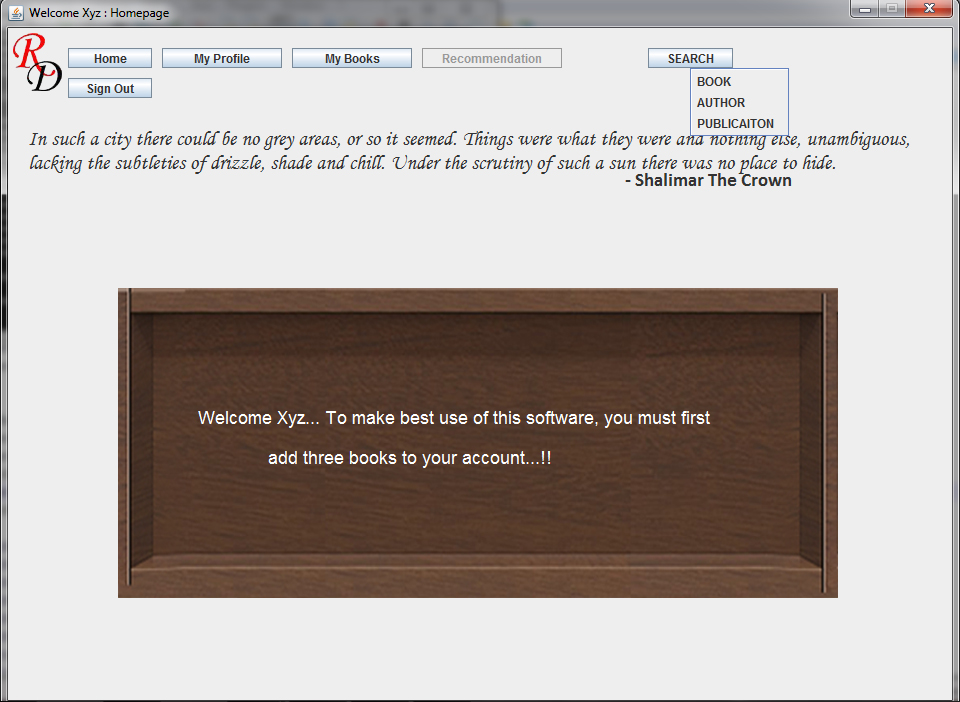 Welcome Xyz : Homepage
RD
Home
My Profile
My Books
Recommendation
SEARCH
Sign Out
BOOK
AUTHOR
PUBLICAITON
In such a city there could be no grey areas, or so it seemed. Things were what they were and nothing else, unambiguous,
lacking the subtleties of drizzle, shade and chill. Under the scrutiny of such a sun there was no place to hide.
- Shalimar The Crown
Welcome Xyz... To make best use of this software, you must first
add three books to your account...!!